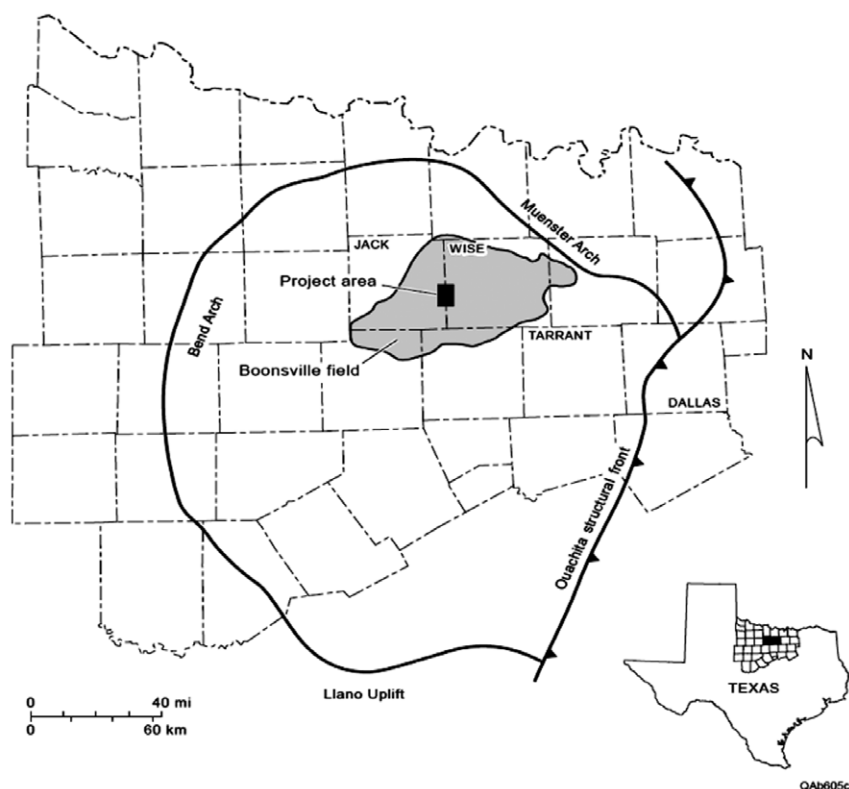 Muenster Arch
JACK
WISE
Project area
Bend Arch
TARRANT
Boonsville field
DALLAS
N
Ouachita structural front
0 40 mi
0 60 km
Llano Uplift
TEXAS
QAb605c